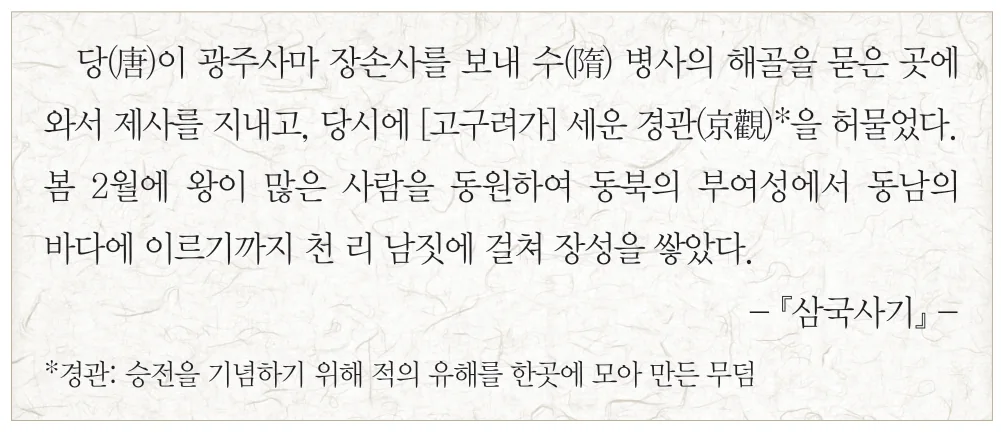 당(唐)이 광주사마 장손사를 보내 수(隋) 병사의 해골을 묻은 곳에
와서 제사를 지내고, 당시에 [고구려가] 세운 경관(京觀)*을 허물었다.
봄 2월에 왕이 많은 사람을 동원하여 동북의 부여성에서 동남의
바다에 이르기까지 천 리 남짓에 걸쳐 장성을 쌓았다.
-『삼국사기』-
*경관: 승전을 기념하기 위해 적의 유해를 한곳에 모아 만든 무덤